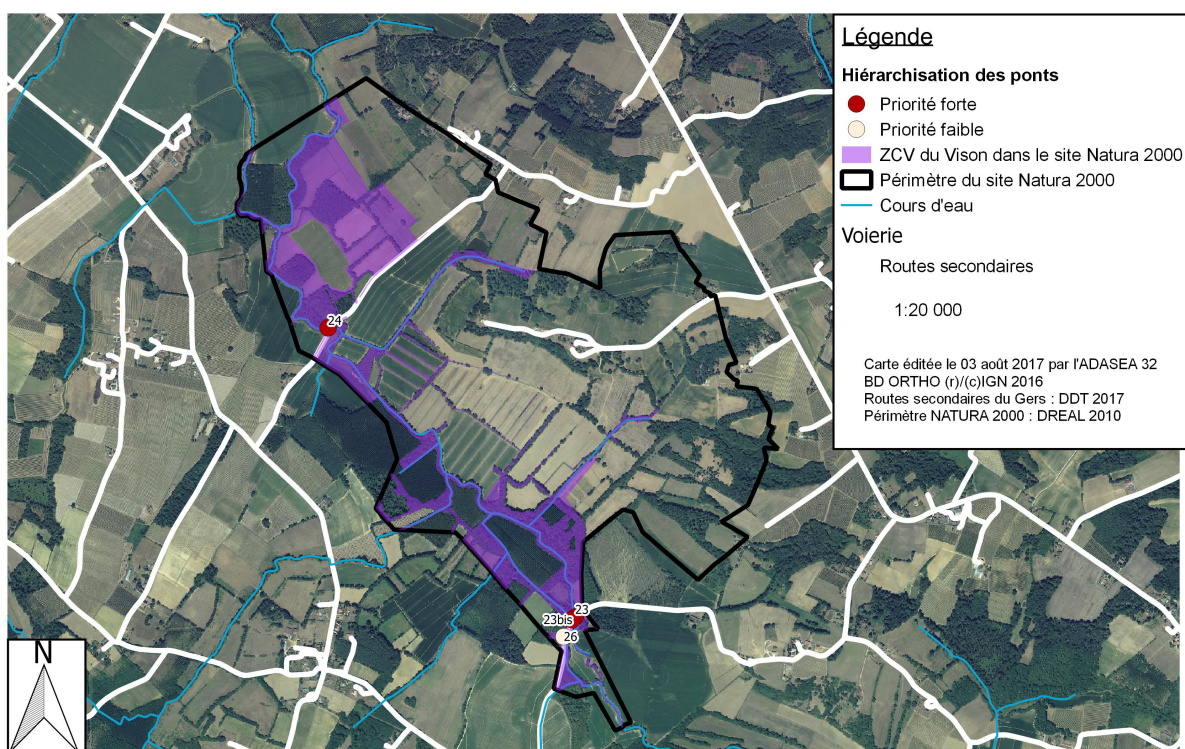 Légende
Hiérarchisation des ponts
Priorité forte
Priorité faible
ZCV du Vison dans le site Natura 2000
Périmètre du site Natura 2000
Cours d'eau
Voierie
Routes secondaires
1:20 000
Carte éditée le 03 août 2017 par l'ADASEA 32
BD ORTHO (r)/(c)IGN 2016
Routes secondaires du Gers : DDT 2017
Périmètre NATURA 2000 : DREAL 2010
24
23
23bis
26
N